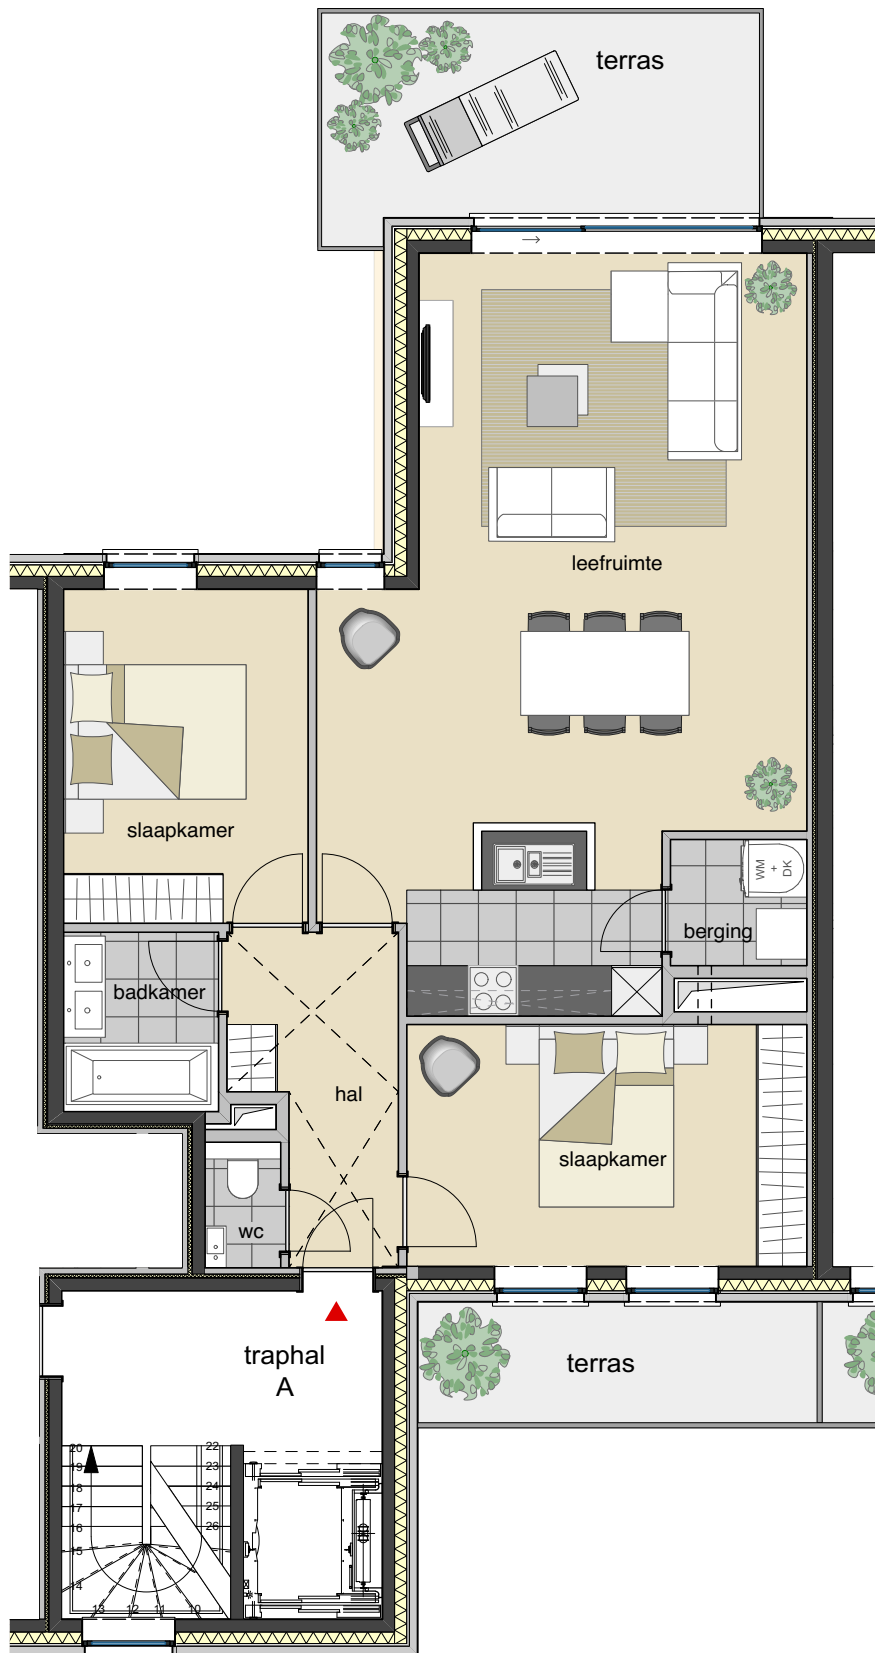 terras
leefruimte
slaapkamer
WM
+
DK
berging
badkamer
hal
slaapkamer
wc
traphal
A
terras
20
19
18
17
16
15
14
13
12
11
10
22
23
24
25
26